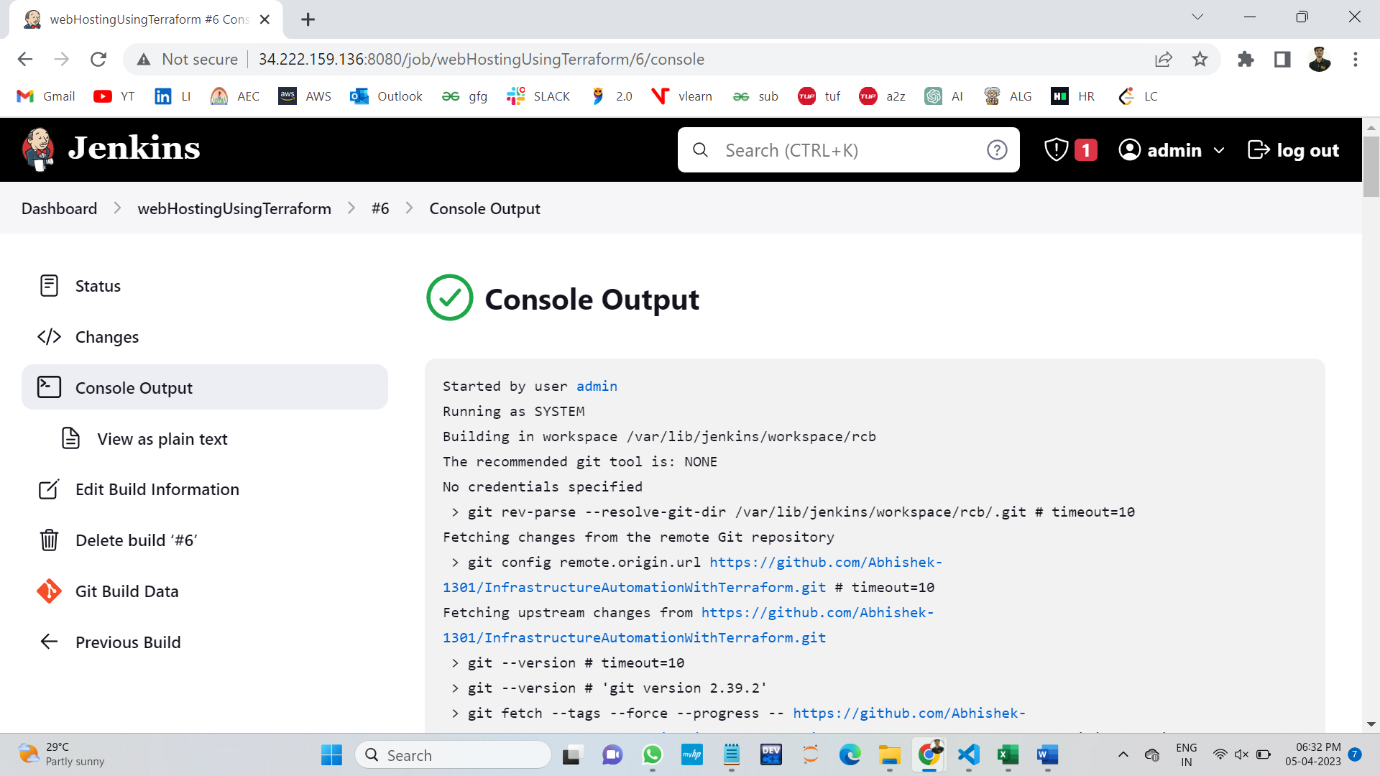 webHostingUsingTerraform #6 Cons
Not secure | 34.222.159.136:8080/job/webHostingUsingTerraform/6/console
Gmail YT LI AEC aws AWS Outlook gfg SLACK 2.0 vlearn sub TUF tuf TUF a2z AI ALG H HR LC
Jenkins Search (CTRL+K) ? 1 admin log out
Dashboard webHostingUsingTerraform #6 Console Output
Status
Changes
Console Output
View as plain text
Edit Build Information
Delete build ‘#6’
Git Build Data
Previous Build
Console Output
Started by user admin
Running as SYSTEM
Building in workspace /var/lib/jenkins/workspace/rcb
The recommended git tool is: NONE
No credentials specified
> git rev-parse --resolve-git-dir /var/lib/jenkins/workspace/rcb/.git # timeout=10
Fetching changes from the remote Git repository
> git config remote.origin.url https://github.com/Abhishek-
1301/InfrastructureAutomationWithTerraform.git # timeout=10
Fetching upstream changes from https://github.com/Abhishek-
1301/InfrastructureAutomationWithTerraform.git
> git --version # timeout=10
> git --version # 'git version 2.39.2'
> git fetch --tags --force --progress -- https://github.com/Abhishek-
29°C
Partly sunny
Search
myhp
DEV
ENG
IN
06:32 PM
05-04-2023
7